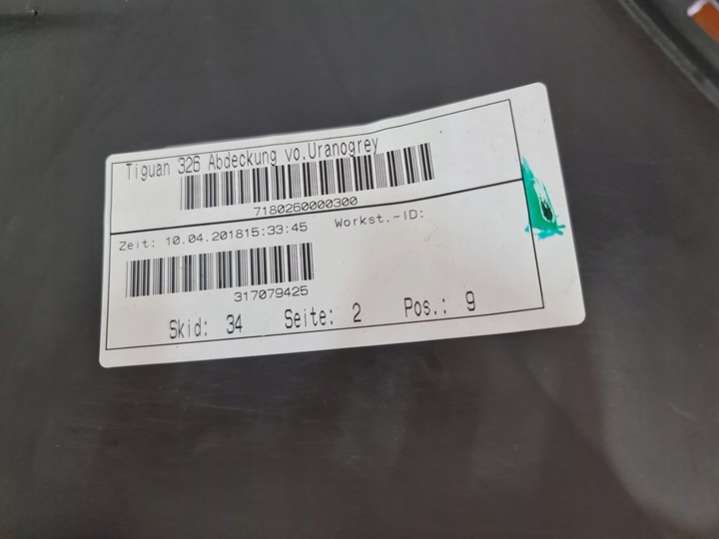 Tiguan 326 Abdeckung vo.Uranogrey
7180260000300
Zeit: 10.04.201815:33:45 Workst.-ID:
317079425
Skid: 34 Seite: 2 Pos.: 9